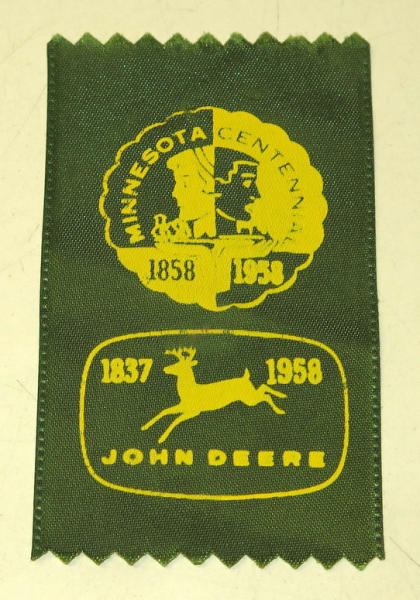 MINNESOTA CENTENNIAL
1858 1958
1837 1958
JOHN DEERE